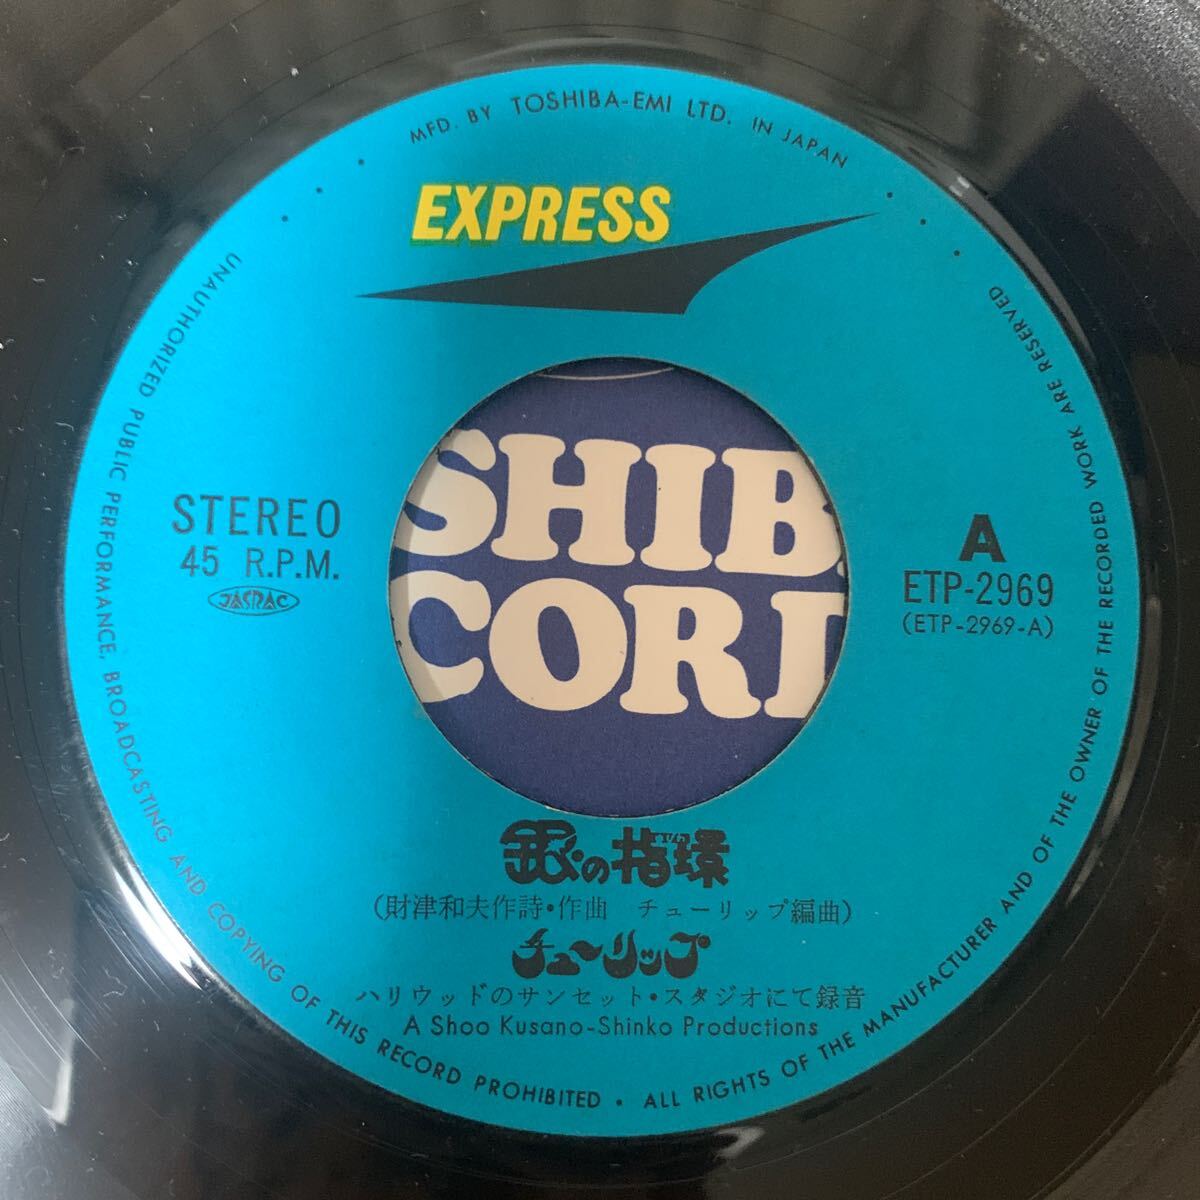 MFD. BY TOSHIBA-EMI LTD. IN JAPAN
EXPRESS
STEREO
45 R.P.M.
JASRAC
A
ETP-2969
(ETP-2969-A)
SHIBA
CORD
銀の指環
(財津和夫作詩・作曲 チューリップ編曲)
チューリップ
ハリウッドのサンセット・スタジオにて録音
A Shoo Kusano-Shinko Productions
UNAUTHORIZED PUBLIC PERFORMANCE, BROADCASTING AND COPYING OF THIS RECORD PROHIBITED • ALL RIGHTS OF THE MANUFACTURER AND OF THE OWNER OF THE RECORDED WORK ARE RESERVED